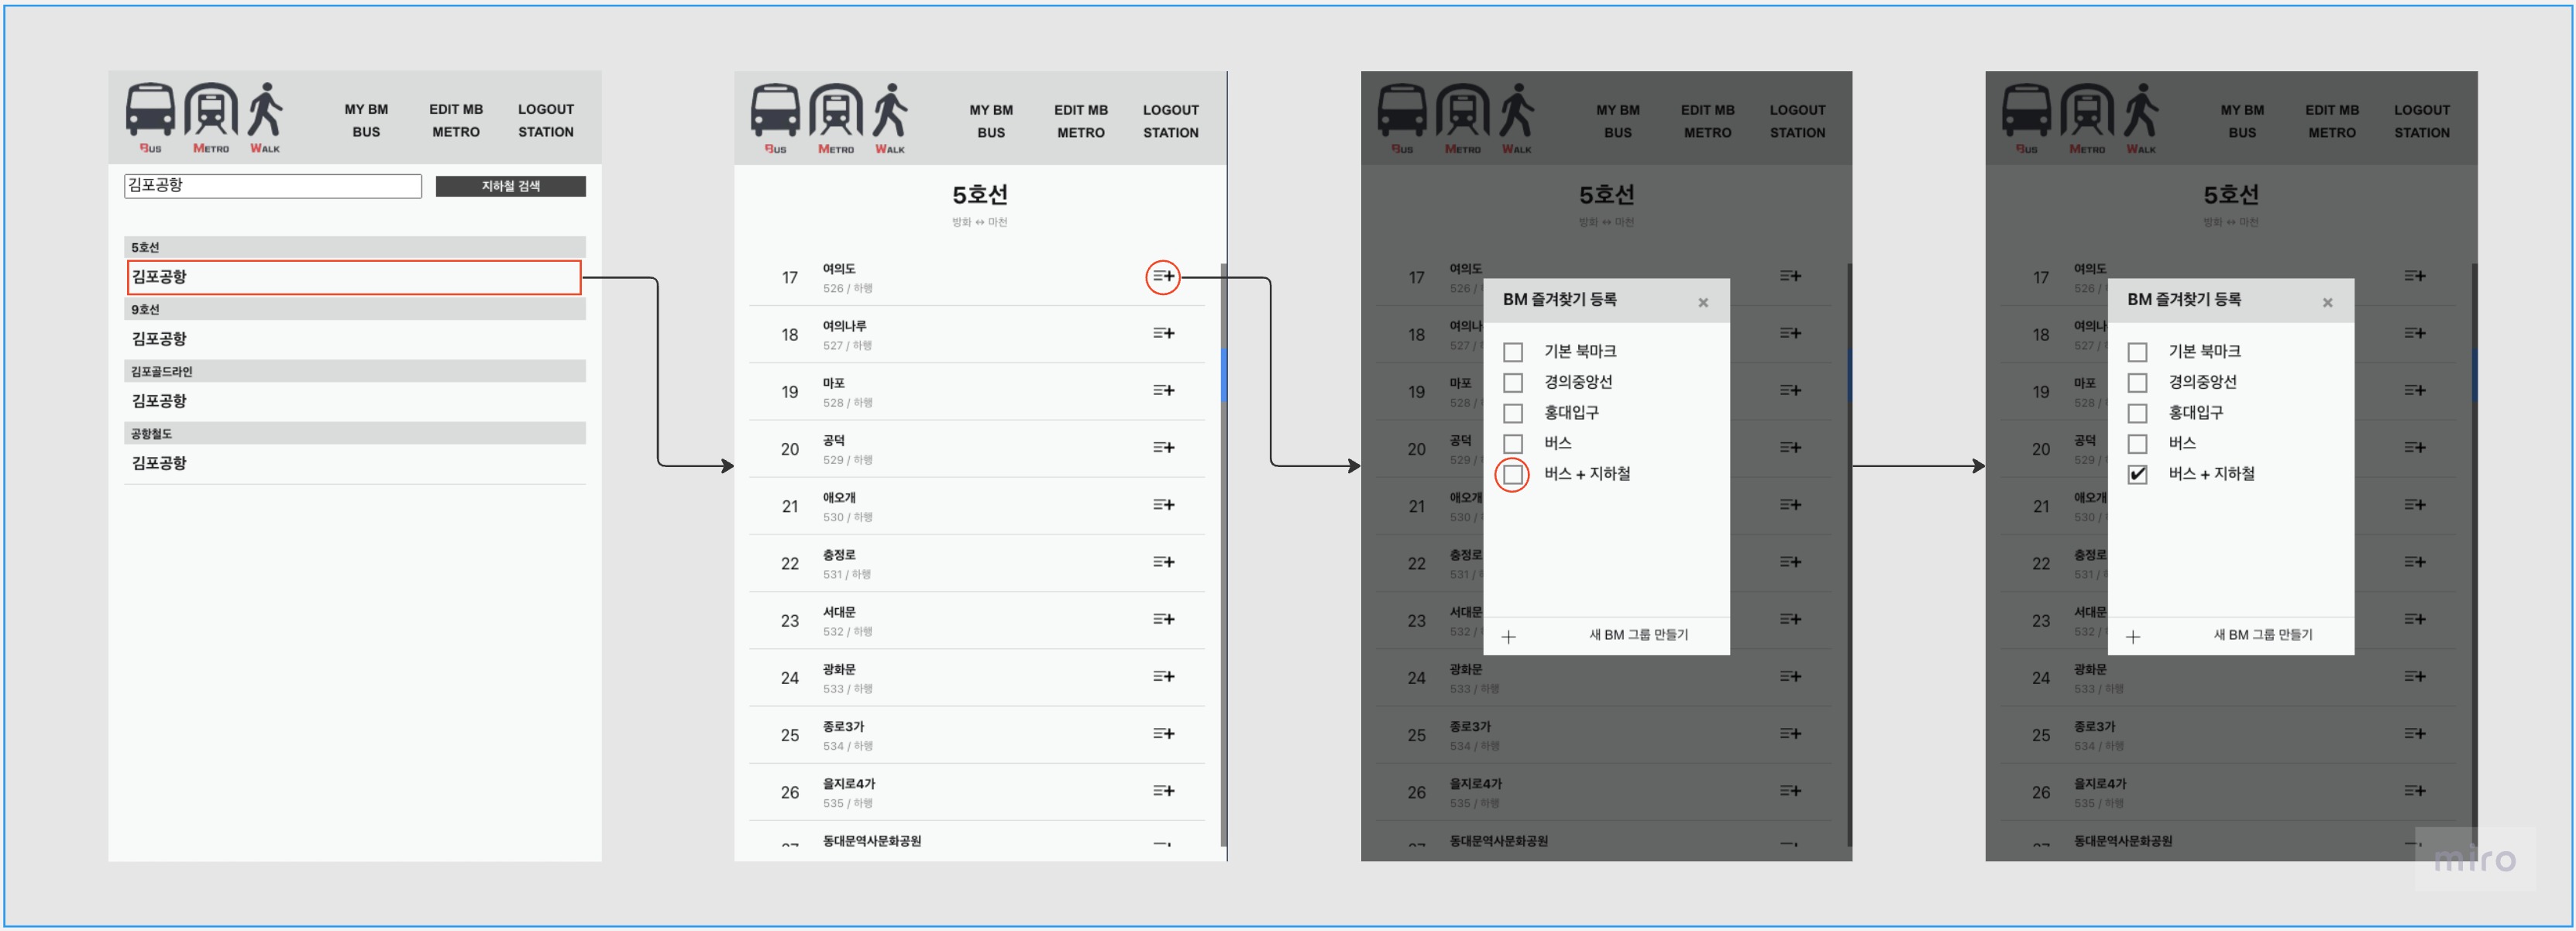 MY BM EDIT MB LOGOUT
BUS METRO STATION
BUS METRO WALK
김포공항 지하철 검색
5호선
김포공항
9호선
김포공항
김포골드라인
김포공항
공항철도
김포공항
MY BM EDIT MB LOGOUT
BUS METRO STATION
BUS METRO WALK
5호선
방화 ↔ 마천
17 여의도
526 / 하행
18 여의나루
527 / 하행
19 마포
528 / 하행
20 공덕
529 / 하행
21 애오개
530 / 하행
22 충정로
531 / 하행
23 서대문
532 / 하행
24 광화문
533 / 하행
25 종로3가
534 / 하행
26 을지로4가
535 / 하행
동대문역사문화공원
MY BM EDIT MB LOGOUT
BUS METRO STATION
BUS METRO WALK
5호선
방화 ↔ 마천
17 여의도
526 /
18 여의나
527 /
19 마포
528 /
20 공덕
529 /
21 애오개
530 /
22 충정로
531 /
23 서대문
532 /
24 광화문
533 / 하행
25 종로3가
534 / 하행
26 을지로4가
535 / 하행
동대문역사문화공원
BM 즐겨찾기 등록 ×
기본 북마크
경의중앙선
홍대입구
버스
버스 + 지하철
+ 새 BM 그룹 만들기
MY BM EDIT MB LOGOUT
BUS METRO STATION
BUS METRO WALK
5호선
방화 ↔ 마천
17 여의도
526 /
18 여의나
527 /
19 마포
528 /
20 공덕
529 /
21 애오개
530 /
22 충정로
531 /
23 서대문
532 /
24 광화문
533 / 하행
25 종로3가
534 / 하행
26 을지로4가
535 / 하행
동대문역사문화공원
BM 즐겨찾기 등록 ×
기본 북마크
경의중앙선
홍대입구
버스
버스 + 지하철
+ 새 BM 그룹 만들기
miro